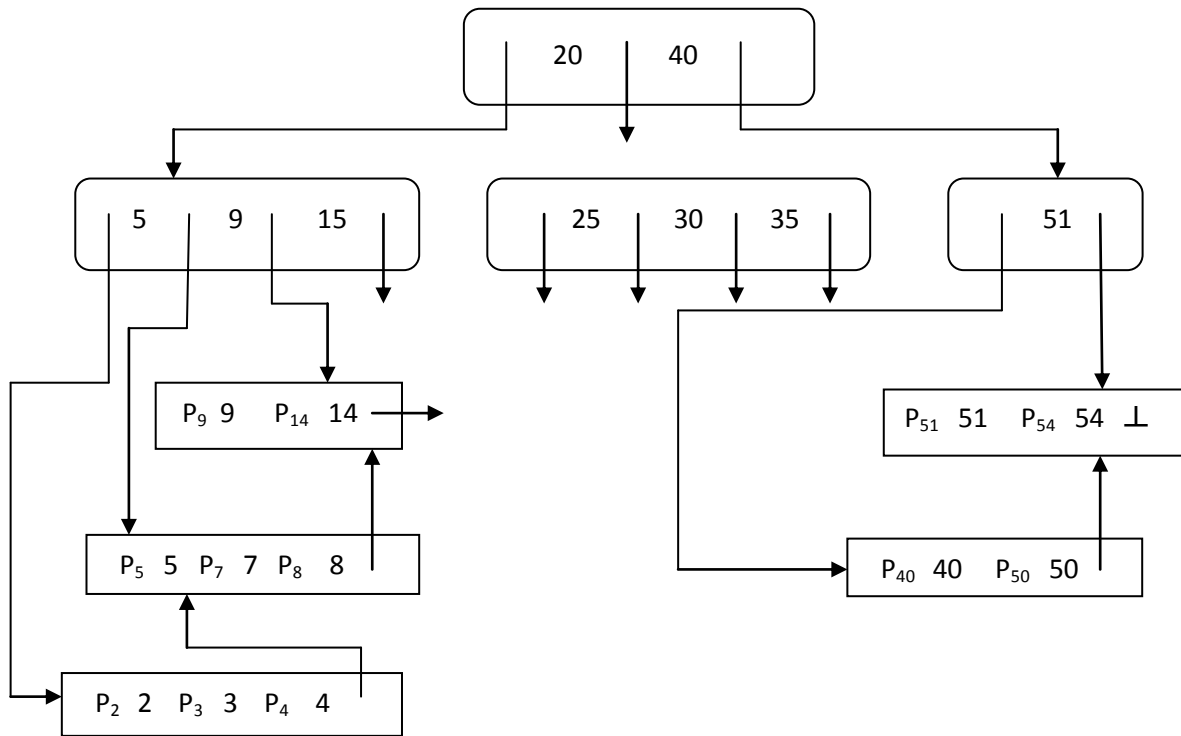 20 40
5 9 15
25 30 35
51
P₉ 9 P₁₄ 14
P₅₁ 51 P₅₄ 54 ⊥
P₅ 5 P₇ 7 P₈ 8
P₄₀ 40 P₅₀ 50
P₂ 2 P₃ 3 P₄ 4